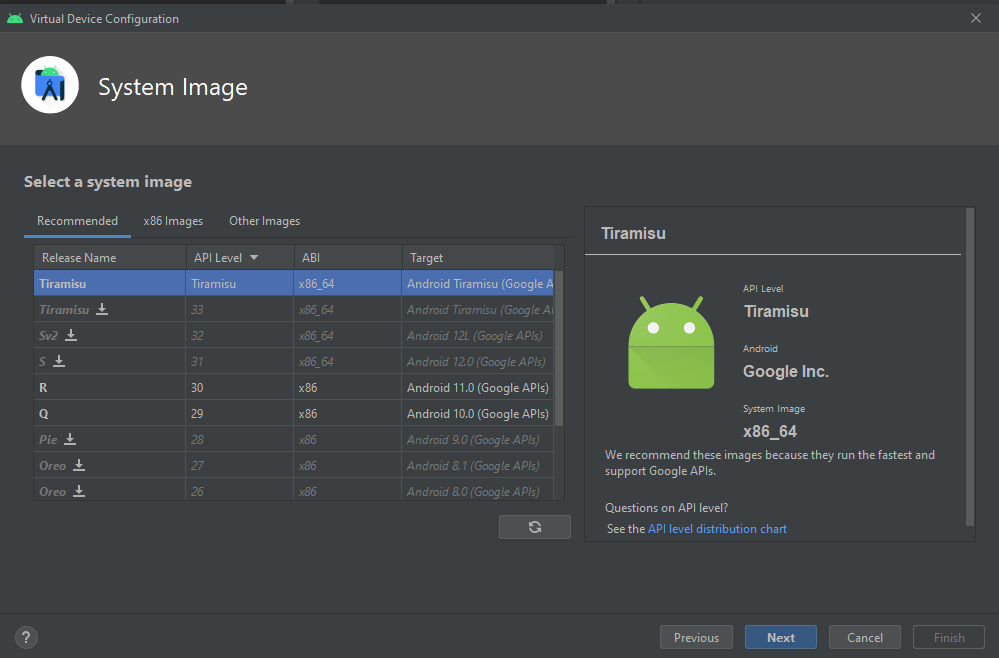 Virtual Device Configuration
System Image
Select a system image
Recommended x86 Images Other Images
Release Name API Level ABI Target
Tiramisu Tiramisu x86_64 Android Tiramisu (Google A
Tiramisu 33 x86_64 Android Tiramisu (Google A
Sv2 32 x86_64 Android 12L (Google APIs)
S 31 x86_64 Android 12.0 (Google APIs)
R 30 x86 Android 11.0 (Google APIs)
Q 29 x86 Android 10.0 (Google APIs)
Pie 28 x86 Android 9.0 (Google APIs)
Oreo 27 x86 Android 8.1 (Google APIs)
Oreo 26 x86 Android 8.0 (Google APIs)
Tiramisu
API Level
Tiramisu
Android
Google Inc.
System Image
x86_64
We recommend these images because they run the fastest and
support Google APIs.
Questions on API level?
See the API level distribution chart
? Previous Next Cancel Finish